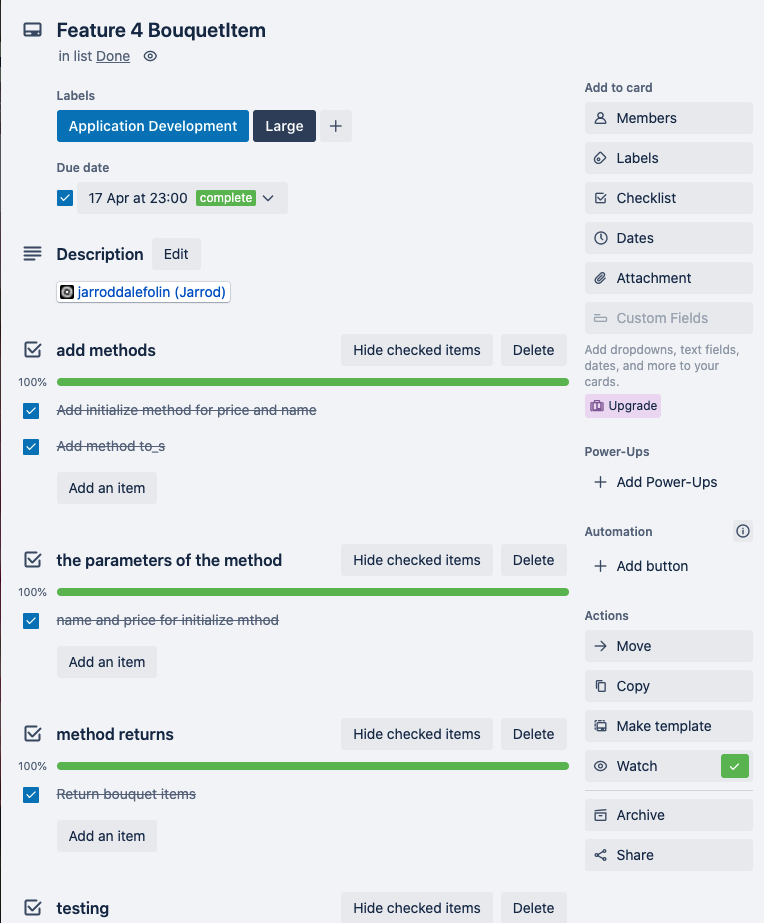 Feature 4 BouquetItem
in list Done
Labels
Application Development Large
Due date
17 Apr at 23:00 complete
Description Edit
jarroddalefolin (Jarrod)
add methods Hide checked items Delete
100%
Add initialize method for price and name
Add method to_s
Add an item
the parameters of the method Hide checked items Delete
100%
name and price for initialize mthod
Add an item
method returns Hide checked items Delete
100%
Return bouquet items
Add an item
testing Hide checked items Delete
Add to card
Members
Labels
Checklist
Dates
Attachment
Custom Fields
Add dropdowns, text fields,
dates, and more to your
cards.
Upgrade
Power-Ups
Add Power-Ups
Automation
Add button
Actions
Move
Copy
Make template
Watch
Archive
Share